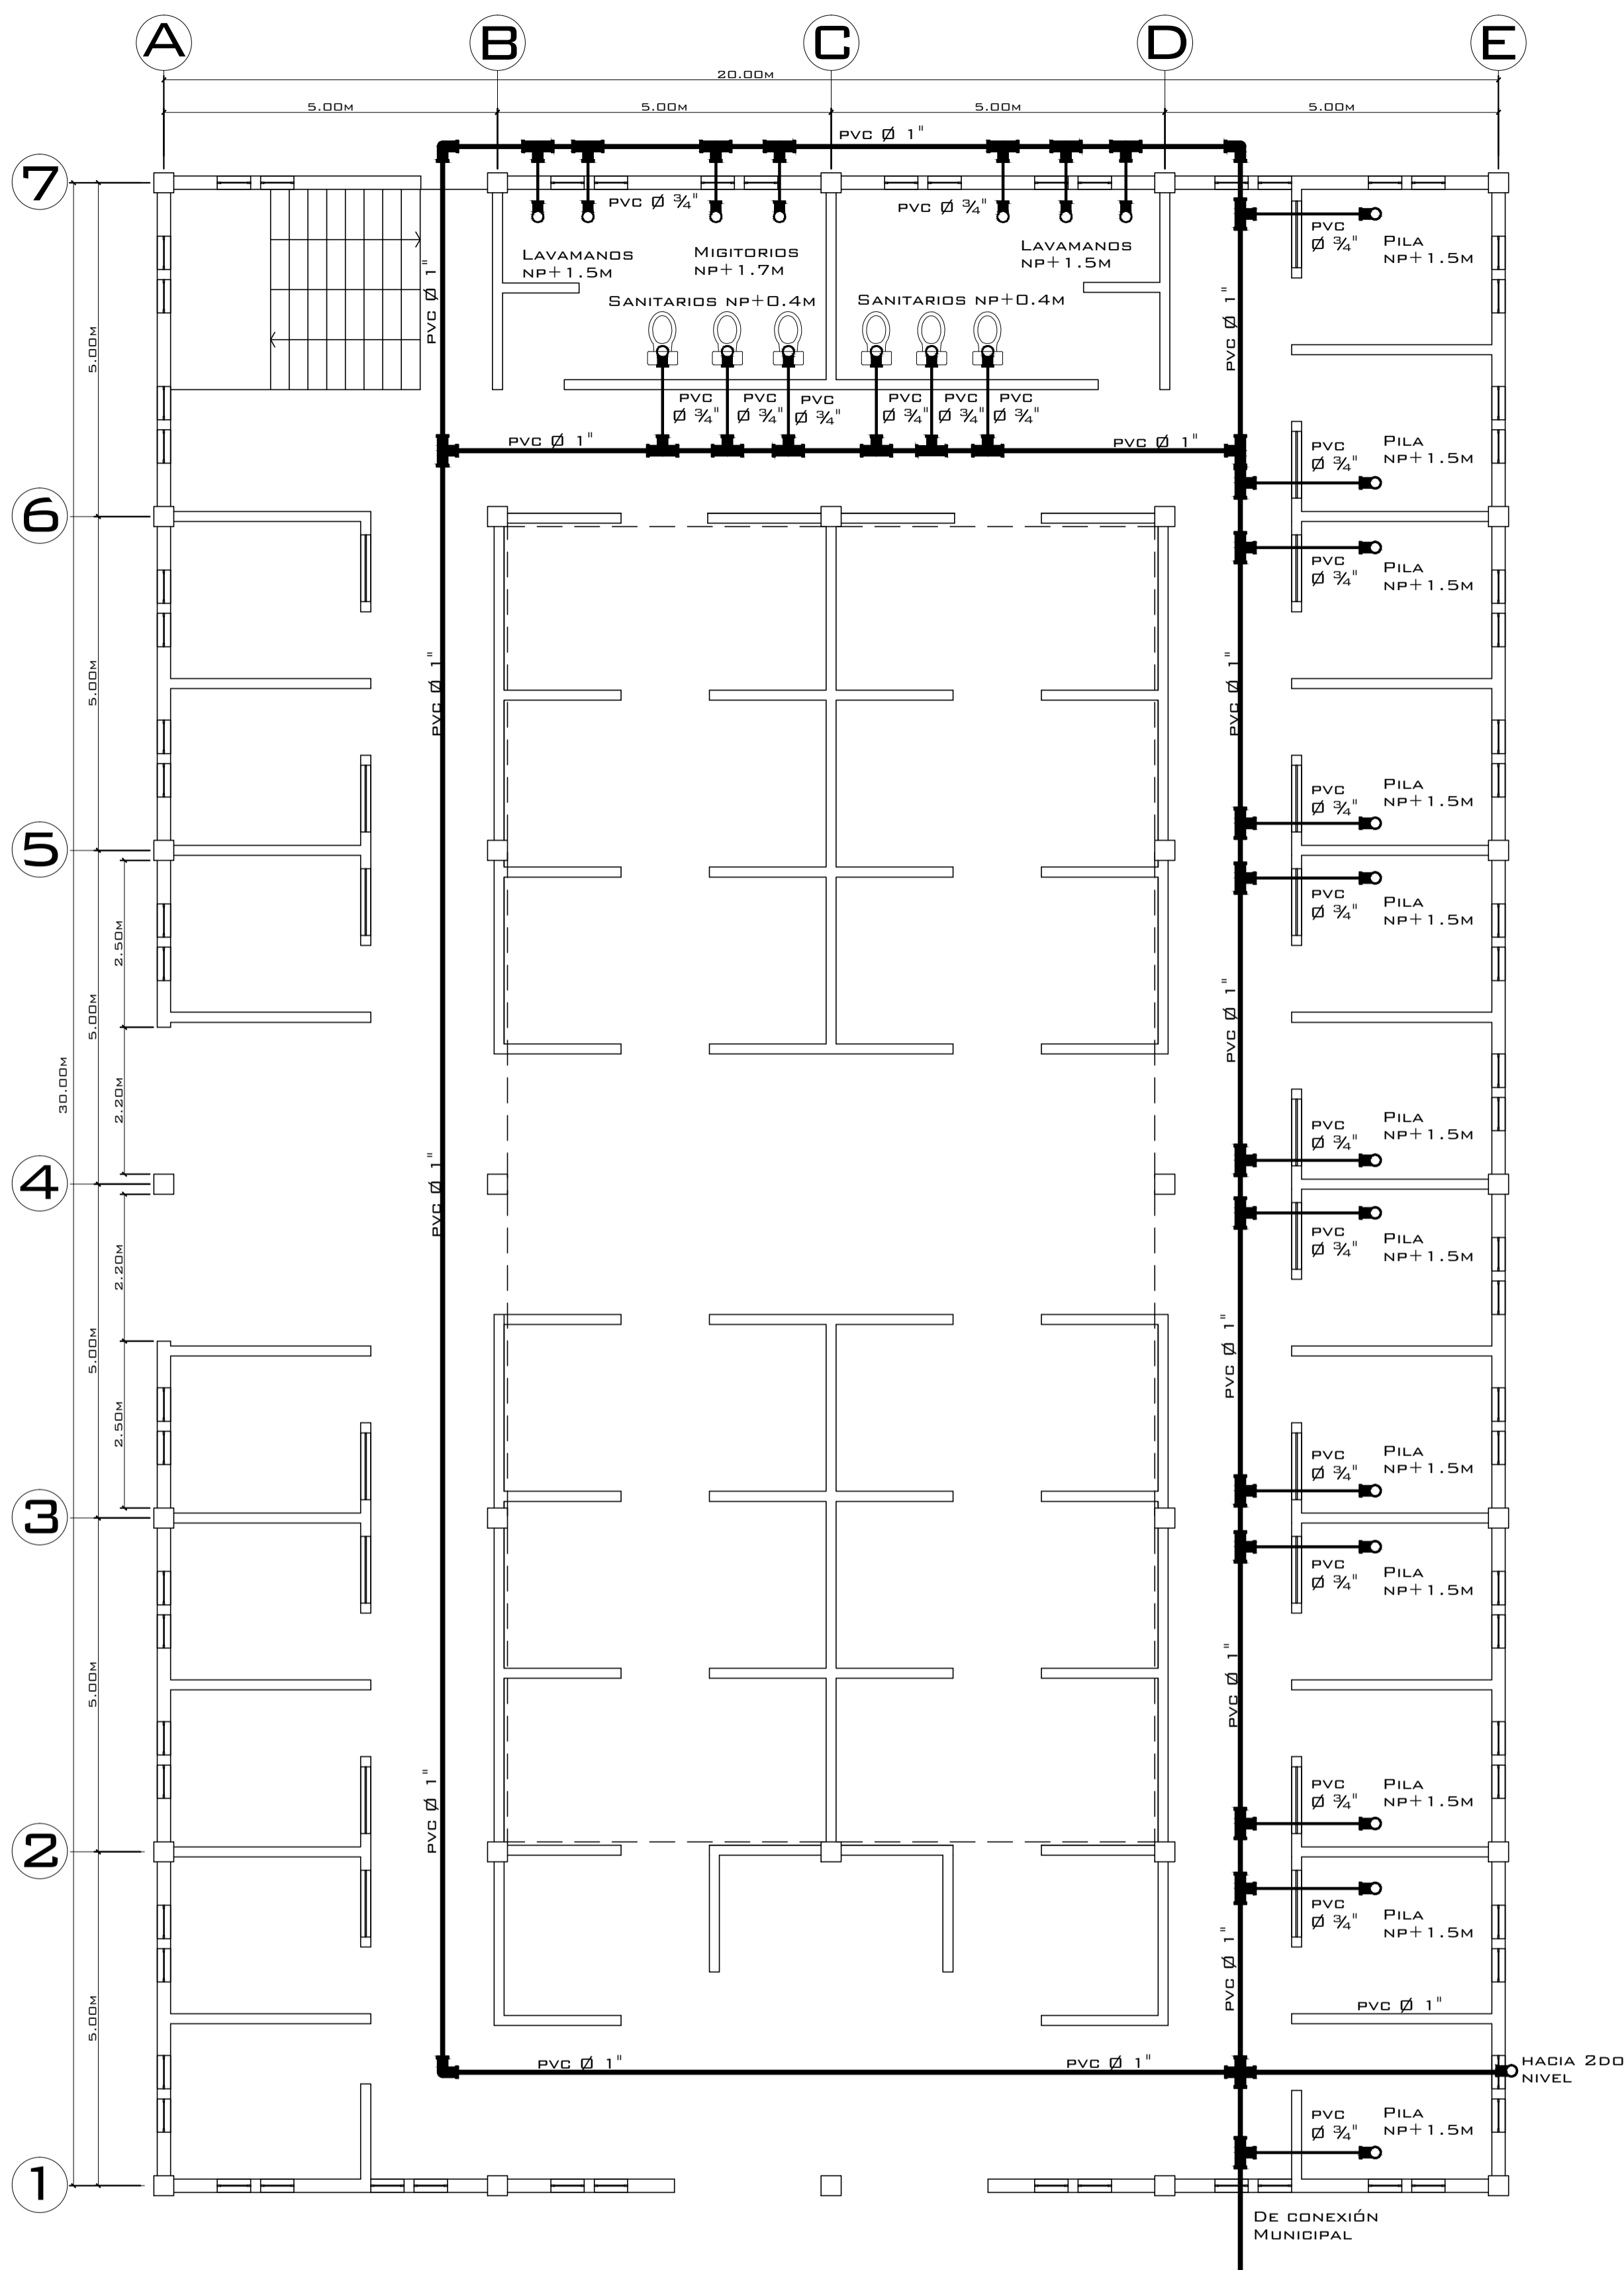 A
B
C
D
E
20.00M
5.00M
5.00M
5.00M
5.00M
PVC Ø 1"
7
PVC Ø ¾"
PVC Ø ¾"
LAVAMANOS
NP+1.5M
MIGITORIOS
NP+1.7M
LAVAMANOS
NP+1.5M
PVC
Ø ¾"
PILA
NP+1.5M
PVC Ø 1"
PVC Ø 1"
SANITARIOS NP+0.4M
SANITARIOS NP+0.4M
5.00M
PVC
Ø ¾"
PVC
Ø ¾"
PVC
Ø ¾"
PVC
Ø ¾"
PVC
Ø ¾"
PVC
Ø ¾"
PVC Ø 1"
PVC Ø 1"
PVC
Ø ¾"
PILA
NP+1.5M
6
PVC
Ø ¾"
PILA
NP+1.5M
5.00M
PVC Ø 1"
PVC Ø 1"
PVC
Ø ¾"
PILA
NP+1.5M
5
PVC
Ø ¾"
PILA
NP+1.5M
2.50M
5.00M
PVC Ø 1"
30.00M
2.20M
PVC
Ø ¾"
PILA
NP+1.5M
4
PVC Ø 1"
PVC
Ø ¾"
PILA
NP+1.5M
2.20M
5.00M
PVC Ø 1"
2.50M
PVC
Ø ¾"
PILA
NP+1.5M
3
PVC
Ø ¾"
PILA
NP+1.5M
5.00M
PVC Ø 1"
PVC Ø 1"
PVC
Ø ¾"
PILA
NP+1.5M
2
PVC
Ø ¾"
PILA
NP+1.5M
5.00M
PVC Ø 1"
PVC Ø 1"
PVC Ø 1"
PVC Ø 1"
HACIA 2DO
NIVEL
PVC
Ø ¾"
PILA
NP+1.5M
1
DE CONEXIÓN
MUNICIPAL